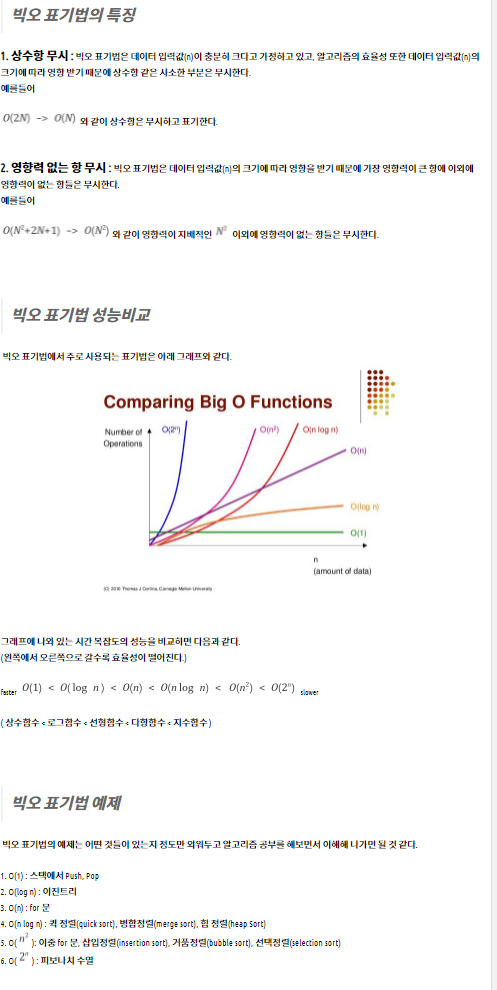 빅오 표기법의 특징
1. 상수항 무시 : 빅오 표기법은 데이터 입력값(n)이 충분히 크다고 가정하고 있고, 알고리즘의 효율성 또한 데이터 입력값(n)의
크기에 따라 영향 받기 때문에 상수항 같은 사소한 부분은 무시한다.
예를들어
O(2N) -> O(N) 와 같이 상수항은 무시하고 표기한다.
2. 영향력 없는 항 무시 : 빅오 표기법은 데이터 입력값(n)의 크기에 따라 영향을 받기 때문에 가장 영향력이 큰 항에 이외에
영향력이 없는 항들은 무시한다.
예를들어
O(N²+2N+1) -> O(N²) 와 같이 영향력이 지배적인 N² 이외에 영향력이 없는 항들은 무시한다.
빅오 표기법 성능비교
빅오 표기법에서 주로 사용되는 표기법은 아래 그래프와 같다.
Comparing Big O Functions
Number of
Operations
O(2ⁿ)
O(n²)
O(n log n)
O(n)
O(log n)
O(1)
n
(amount of data)
(C) 2010 Thomas J Cortina, Carnegie Mellon University
그래프에 나와 있는 시간 복잡도의 성능을 비교하면 다음과 같다.
(왼쪽에서 오른쪽으로 갈수록 효율성이 떨어진다.)
faster O(1) < O(log n) < O(n) < O(n log n) < O(n²) < O(2ⁿ) slower
( 상수함수 < 로그함수 < 선형함수 < 다항함수 < 지수함수 )
빅오 표기법 예제
빅오 표기법의 예제는 어떤 것들이 있는지 정도만 외워두고 알고리즘 공부를 해보면서 이해해 나가면 될 것 같다.
1. O(1) : 스택에서 Push, Pop
2. O(log n) : 이진트리
3. O(n) : for 문
4. O(n log n) : 퀵 정렬(quick sort), 병합정렬(merge sort), 힙 정렬(heap Sort)
5. O( n² ): 이중 for 문, 삽입정렬(insertion sort), 거품정렬(bubble sort), 선택정렬(selection sort)
6. O( 2ⁿ ) : 피보나치 수열